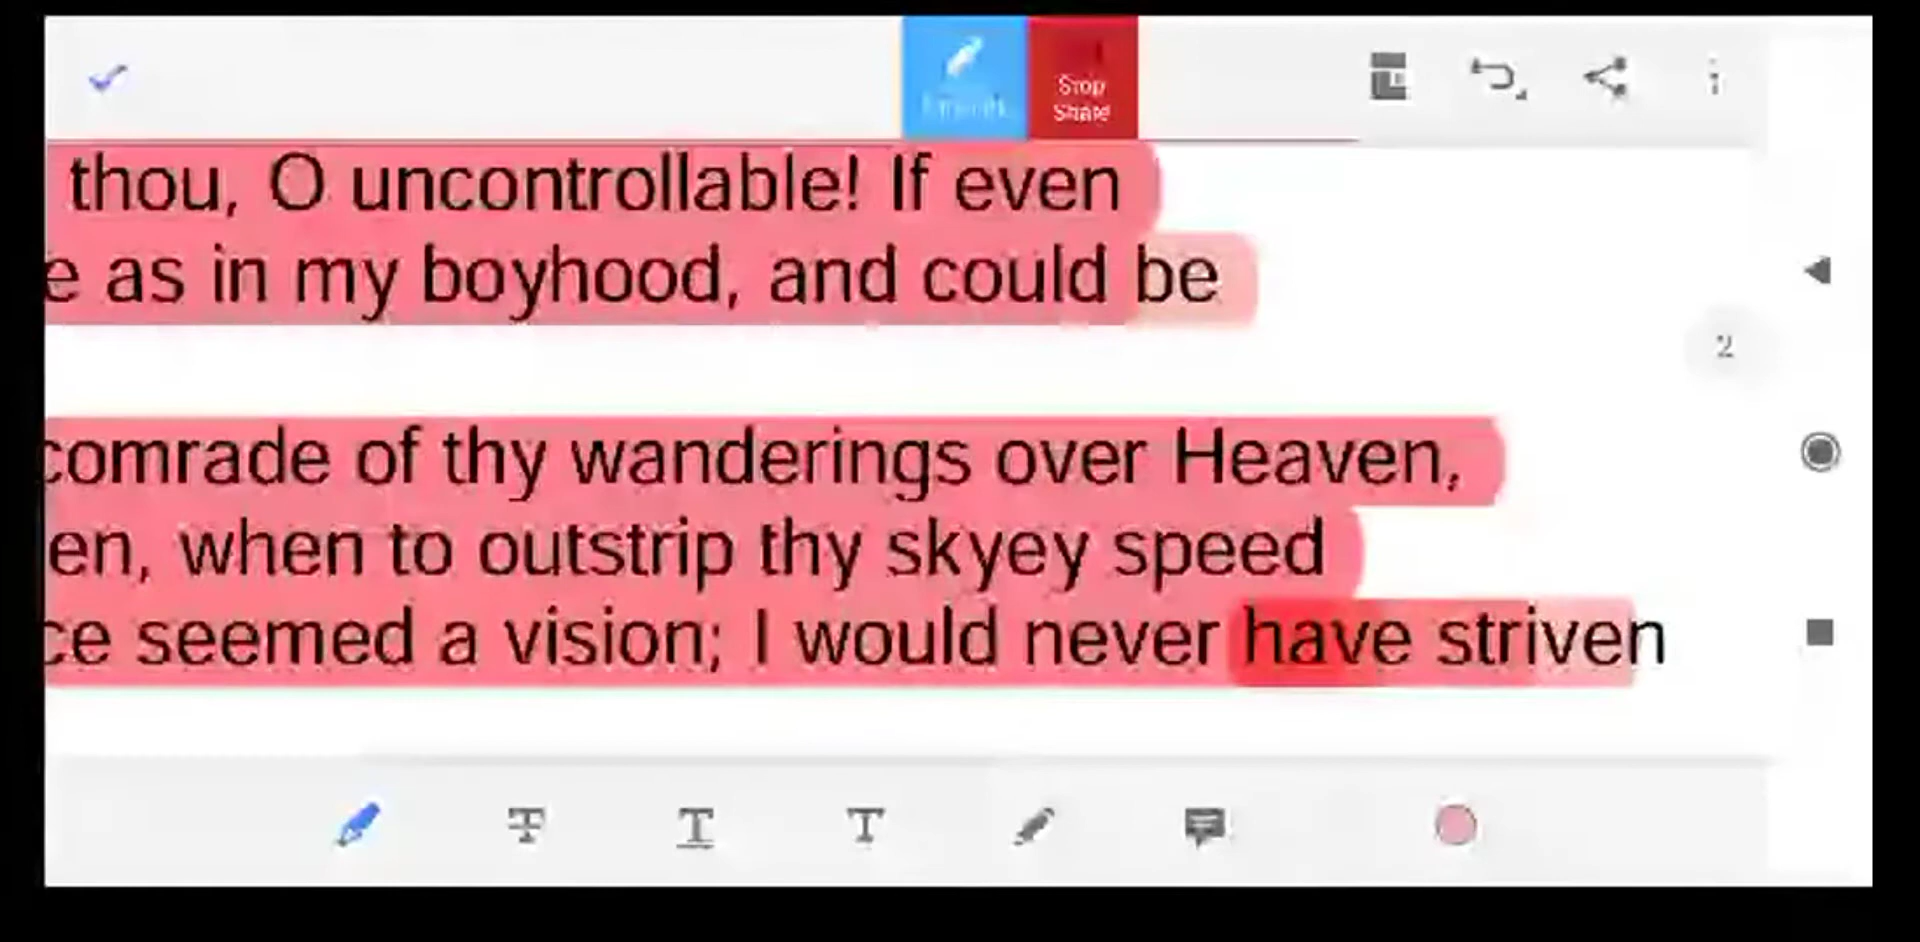 Stop
Share
thou, O uncontrollable! If even
e as in my boyhood, and could be
2
comrade of thy wanderings over Heaven,
en, when to outstrip thy skyey speed
ce seemed a vision; I would never have striven
T
T
T